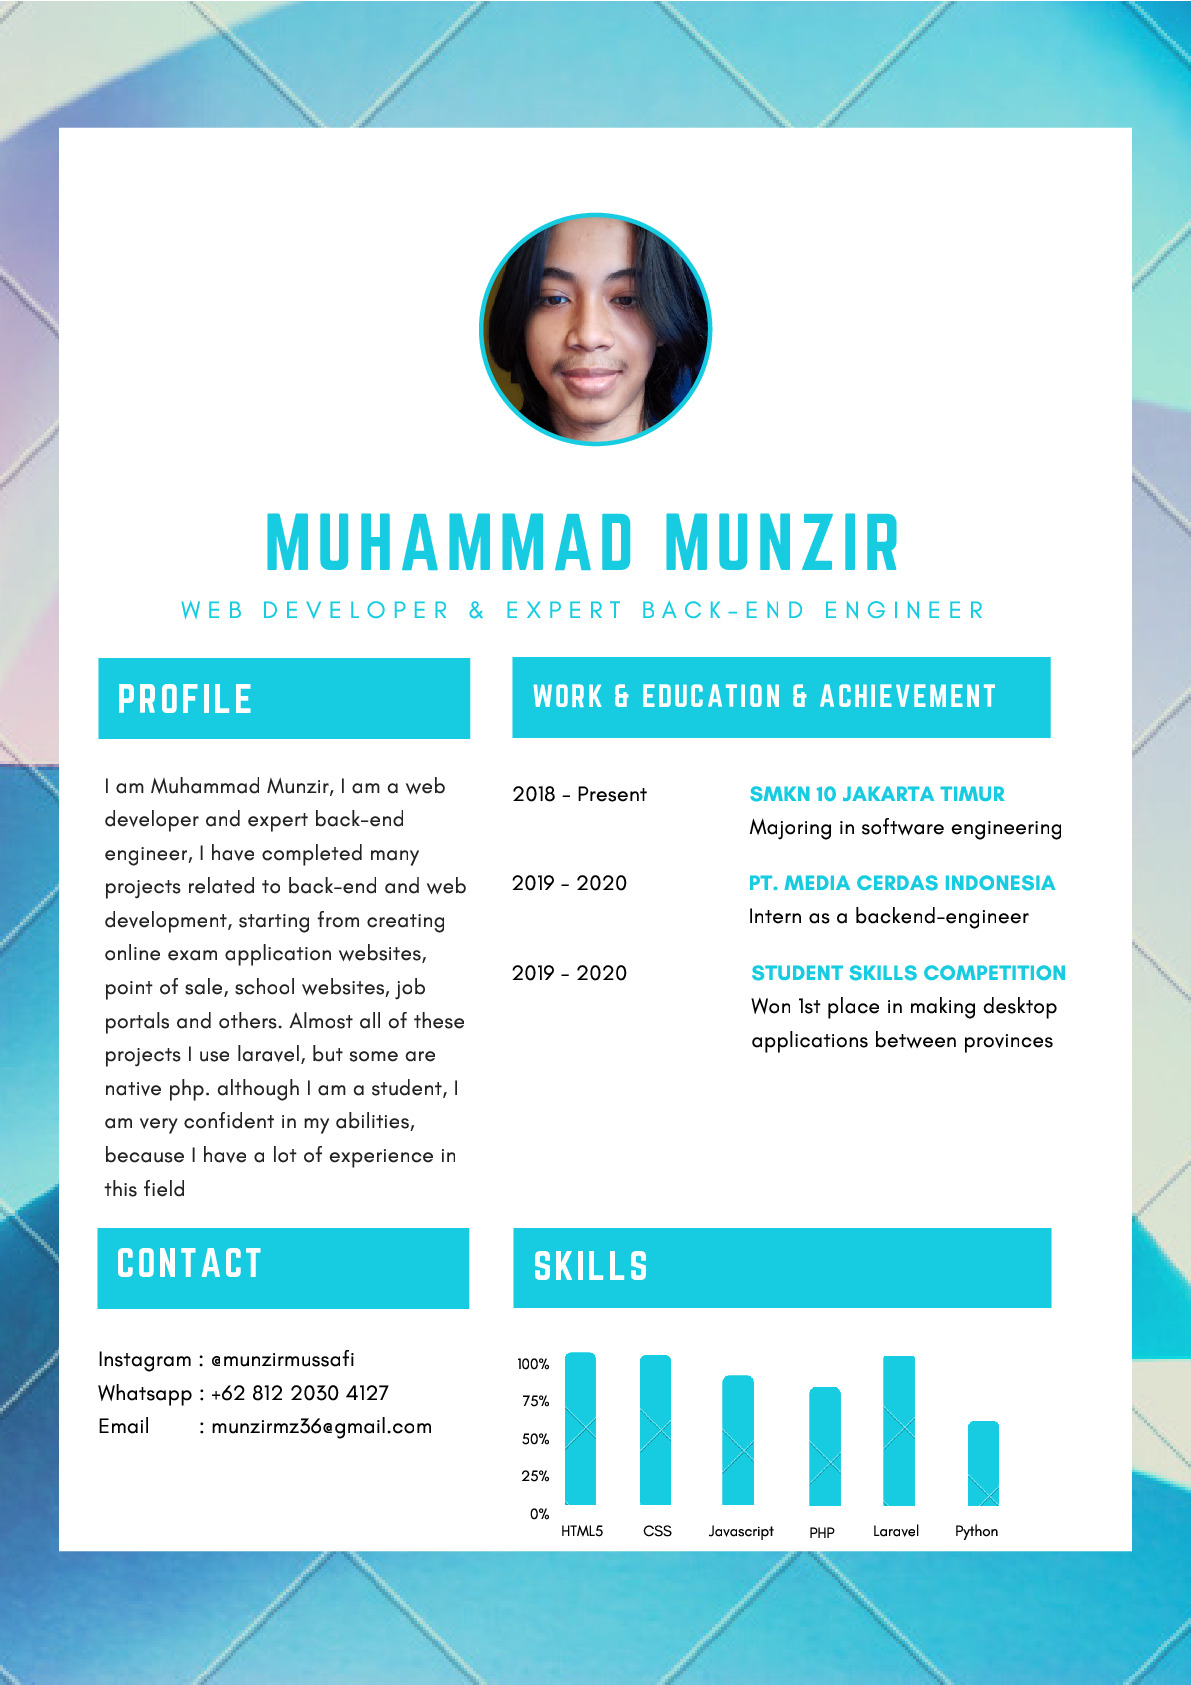 MUHAMMAD MUNZIR
WEB DEVELOPER & EXPERT BACK-END ENGINEER
PROFILE
I am Muhammad Munzir, I am a web
developer and expert back-end
engineer, I have completed many
projects related to back-end and web
development, starting from creating
online exam application websites,
point of sale, school websites, job
portals and others. Almost all of these
projects I use laravel, but some are
native php. although I am a student, I
am very confident in my abilities,
because I have a lot of experience in
this field
WORK & EDUCATION & ACHIEVEMENT
2018 - Present
SMKN 10 JAKARTA TIMUR
Majoring in software engineering
2019 - 2020
PT. MEDIA CERDAS INDONESIA
Intern as a backend-engineer
2019 - 2020
STUDENT SKILLS COMPETITION
Won 1st place in making desktop
applications between provinces
CONTACT
Instagram : @munzirmussafi
Whatsapp : +62 812 2030 4127
Email : munzirmz36@gmail.com
SKILLS
100%
75%
50%
25%
0%
HTML5 CSS Javascript PHP Laravel Python